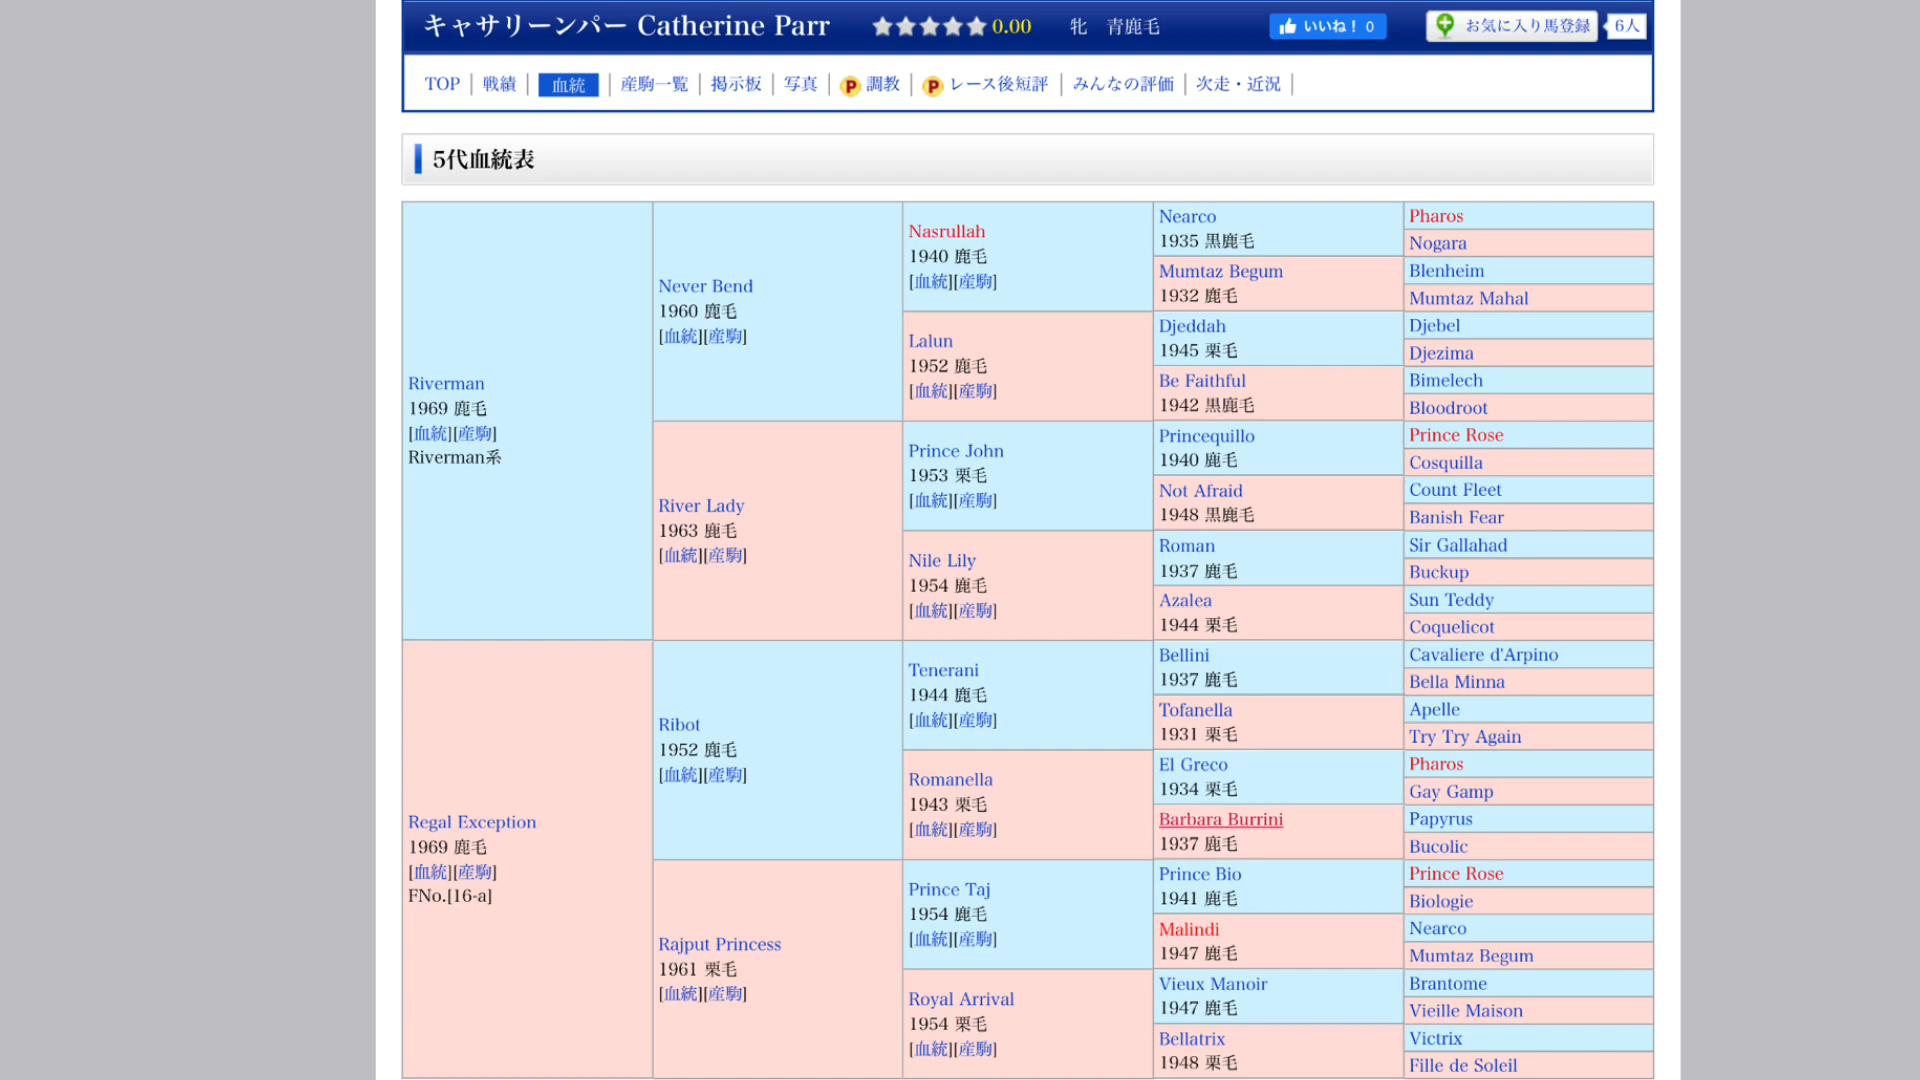 キャサリーンパー Catherine Parr 0.00 牝 青鹿毛 いいね！ 0 お気に入り馬登録 6人
TOP 戦績 血統 産駒一覧 掲示板 写真 P 調教 P レース後短評 みんなの評価 次走・近況
5代血統表
Riverman
1969 鹿毛
[血統][産駒]
Riverman系
Regal Exception
1969 鹿毛
[血統][産駒]
FNo.[16-a]
Never Bend
1960 鹿毛
[血統][産駒]
River Lady
1963 鹿毛
[血統][産駒]
Ribot
1952 鹿毛
[血統][産駒]
Rajput Princess
1961 栗毛
[血統][産駒]
Nasrullah
1940 鹿毛
[血統][産駒]
Lalun
1952 鹿毛
[血統][産駒]
Prince John
1953 栗毛
[血統][産駒]
Nile Lily
1954 鹿毛
[血統][産駒]
Tenerani
1944 鹿毛
[血統][産駒]
Romanella
1943 栗毛
[血統][産駒]
Prince Taj
1954 鹿毛
[血統][産駒]
Royal Arrival
1954 栗毛
[血統][産駒]
Nearco
1935 黒鹿毛
Mumtaz Begum
1932 鹿毛
Djeddah
1945 栗毛
Be Faithful
1942 黒鹿毛
Princequillo
1940 鹿毛
Not Afraid
1948 黒鹿毛
Roman
1937 鹿毛
Azalea
1944 栗毛
Bellini
1937 鹿毛
Tofanella
1931 栗毛
El Greco
1934 栗毛
Barbara Burrini
1937 鹿毛
Prince Bio
1941 鹿毛
Malindi
1947 鹿毛
Vieux Manoir
1947 鹿毛
Bellatrix
1948 栗毛
Pharos
Nogara
Blenheim
Mumtaz Mahal
Djebel
Djezima
Bimelech
Bloodroot
Prince Rose
Cosquilla
Count Fleet
Banish Fear
Sir Gallahad
Buckup
Sun Teddy
Coquelicot
Cavaliere d'Arpino
Bella Minna
Apelle
Try Try Again
Pharos
Gay Gamp
Papyrus
Bucolic
Prince Rose
Biologie
Nearco
Mumtaz Begum
Brantome
Vieille Maison
Victrix
Fille de Soleil